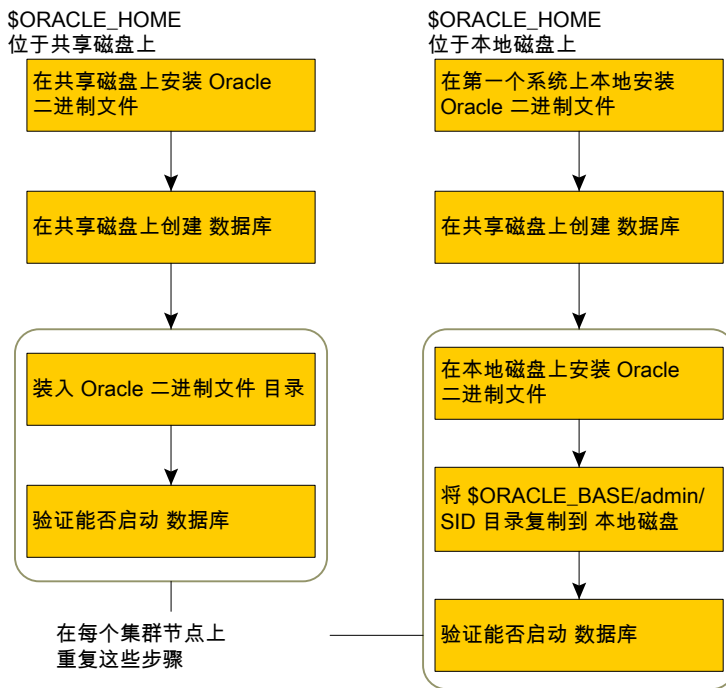 $ORACLE_HOME
位于共享磁盘上
在共享磁盘上安装 Oracle
二进制文件
在共享磁盘上创建 数据库
装入 Oracle 二进制文件 目录
验证能否启动 数据库
在每个集群节点上
重复这些步骤
$ORACLE_HOME
位于本地磁盘上
在第一个系统上本地安装
Oracle 二进制文件
在共享磁盘上创建 数据库
在本地磁盘上安装 Oracle
二进制文件
将 $ORACLE_BASE/admin/
SID 目录复制到 本地磁盘
验证能否启动 数据库